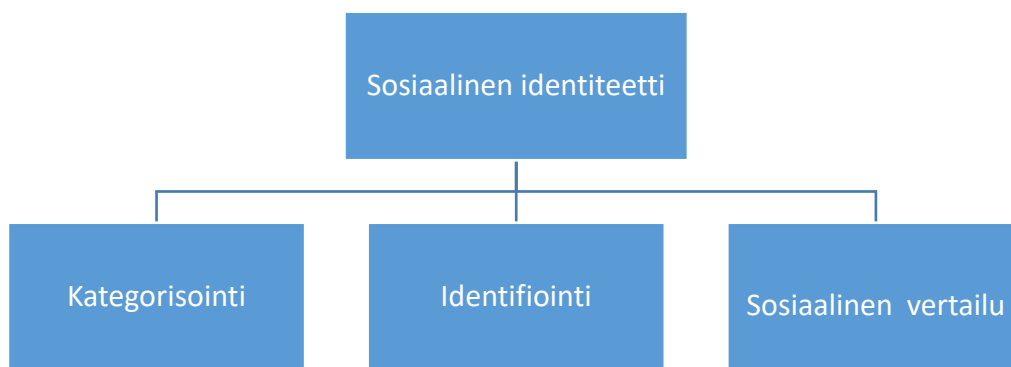 Sosiaalinen identiteetti
Kategorisointi
Identifiointi
Sosiaalinen vertailu